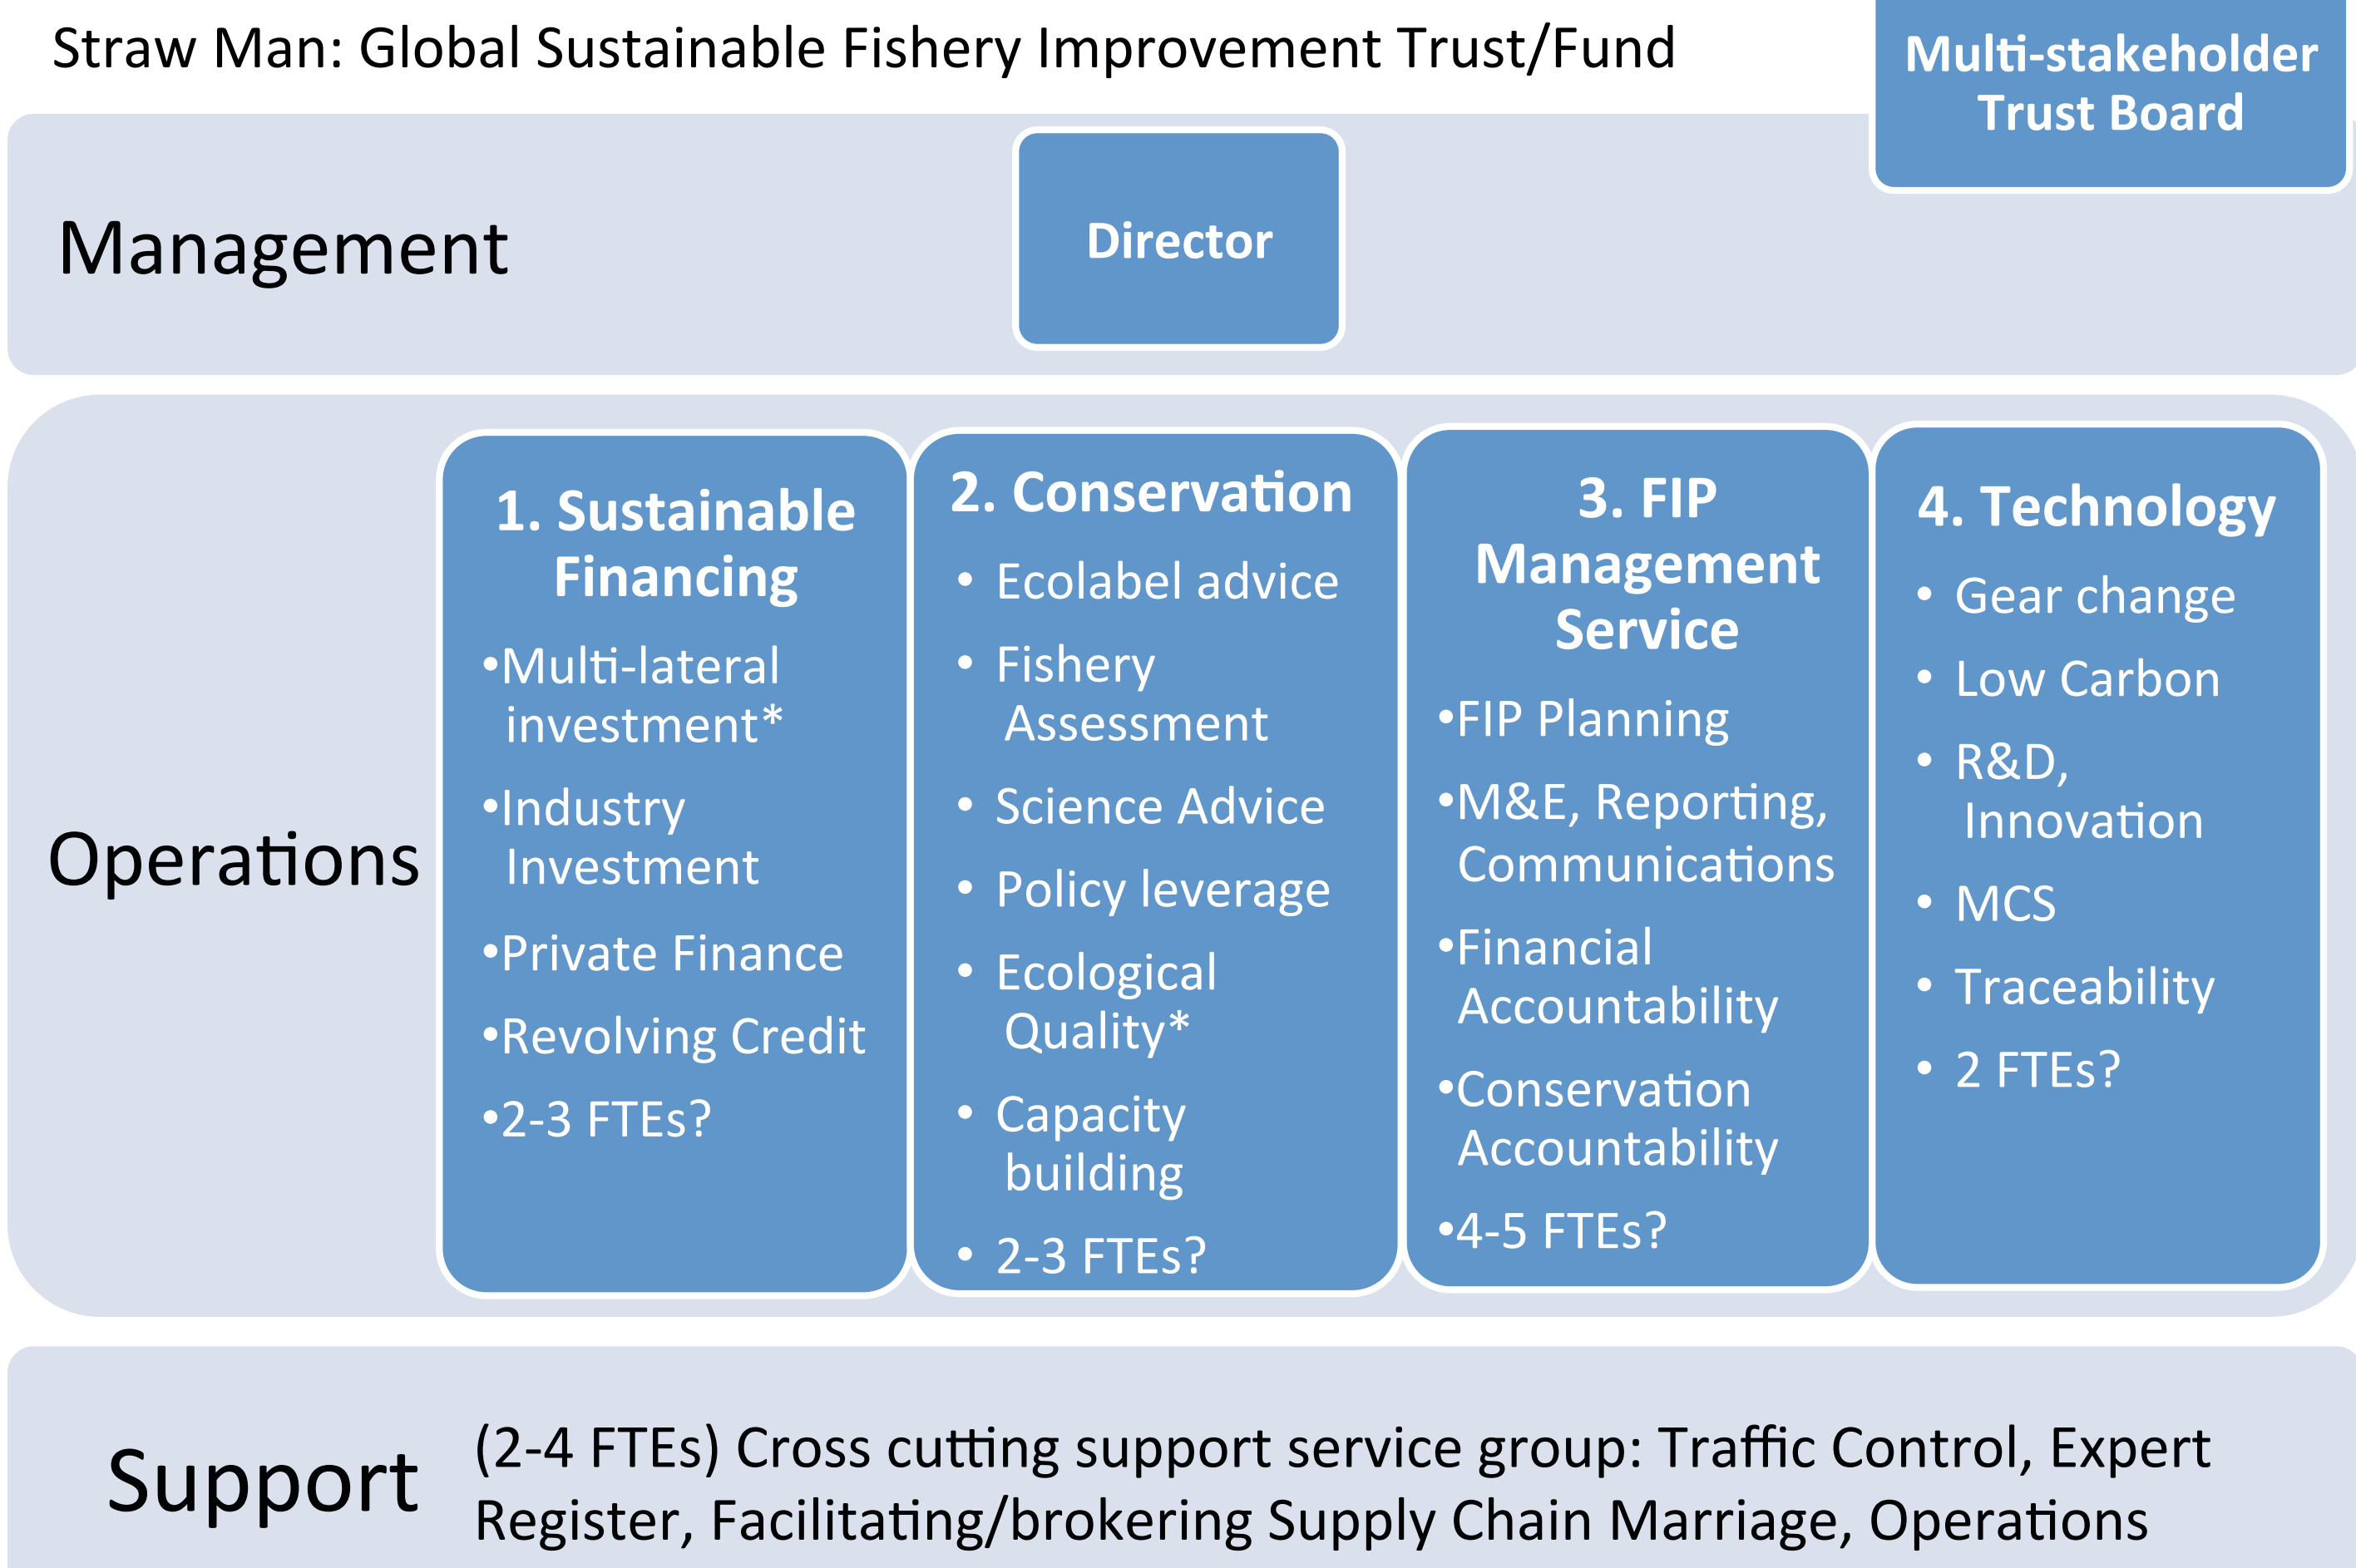 Straw Man: Global Sustainable Fishery Improvement Trust/Fund
Multi-stakeholder
Trust Board
Management
Director
Operations
1. Sustainable
Financing
•Multi-lateral
investment*
•Industry
Investment
•Private Finance
•Revolving Credit
•2-3 FTEs?
2. Conservation
• Ecolabel advice
• Fishery
Assessment
• Science Advice
• Policy leverage
• Ecological
Quality*
• Capacity
building
• 2-3 FTEs?
3. FIP
Management
Service
•FIP Planning
•M&E, Reporting,
Communications
•Financial
Accountability
•Conservation
Accountability
•4-5 FTEs?
4. Technology
• Gear change
• Low Carbon
• R&D,
Innovation
• MCS
• Traceability
• 2 FTEs?
Support
(2-4 FTEs) Cross cutting support service group: Traffic Control, Expert
Register, Facilitating/brokering Supply Chain Marriage, Operations